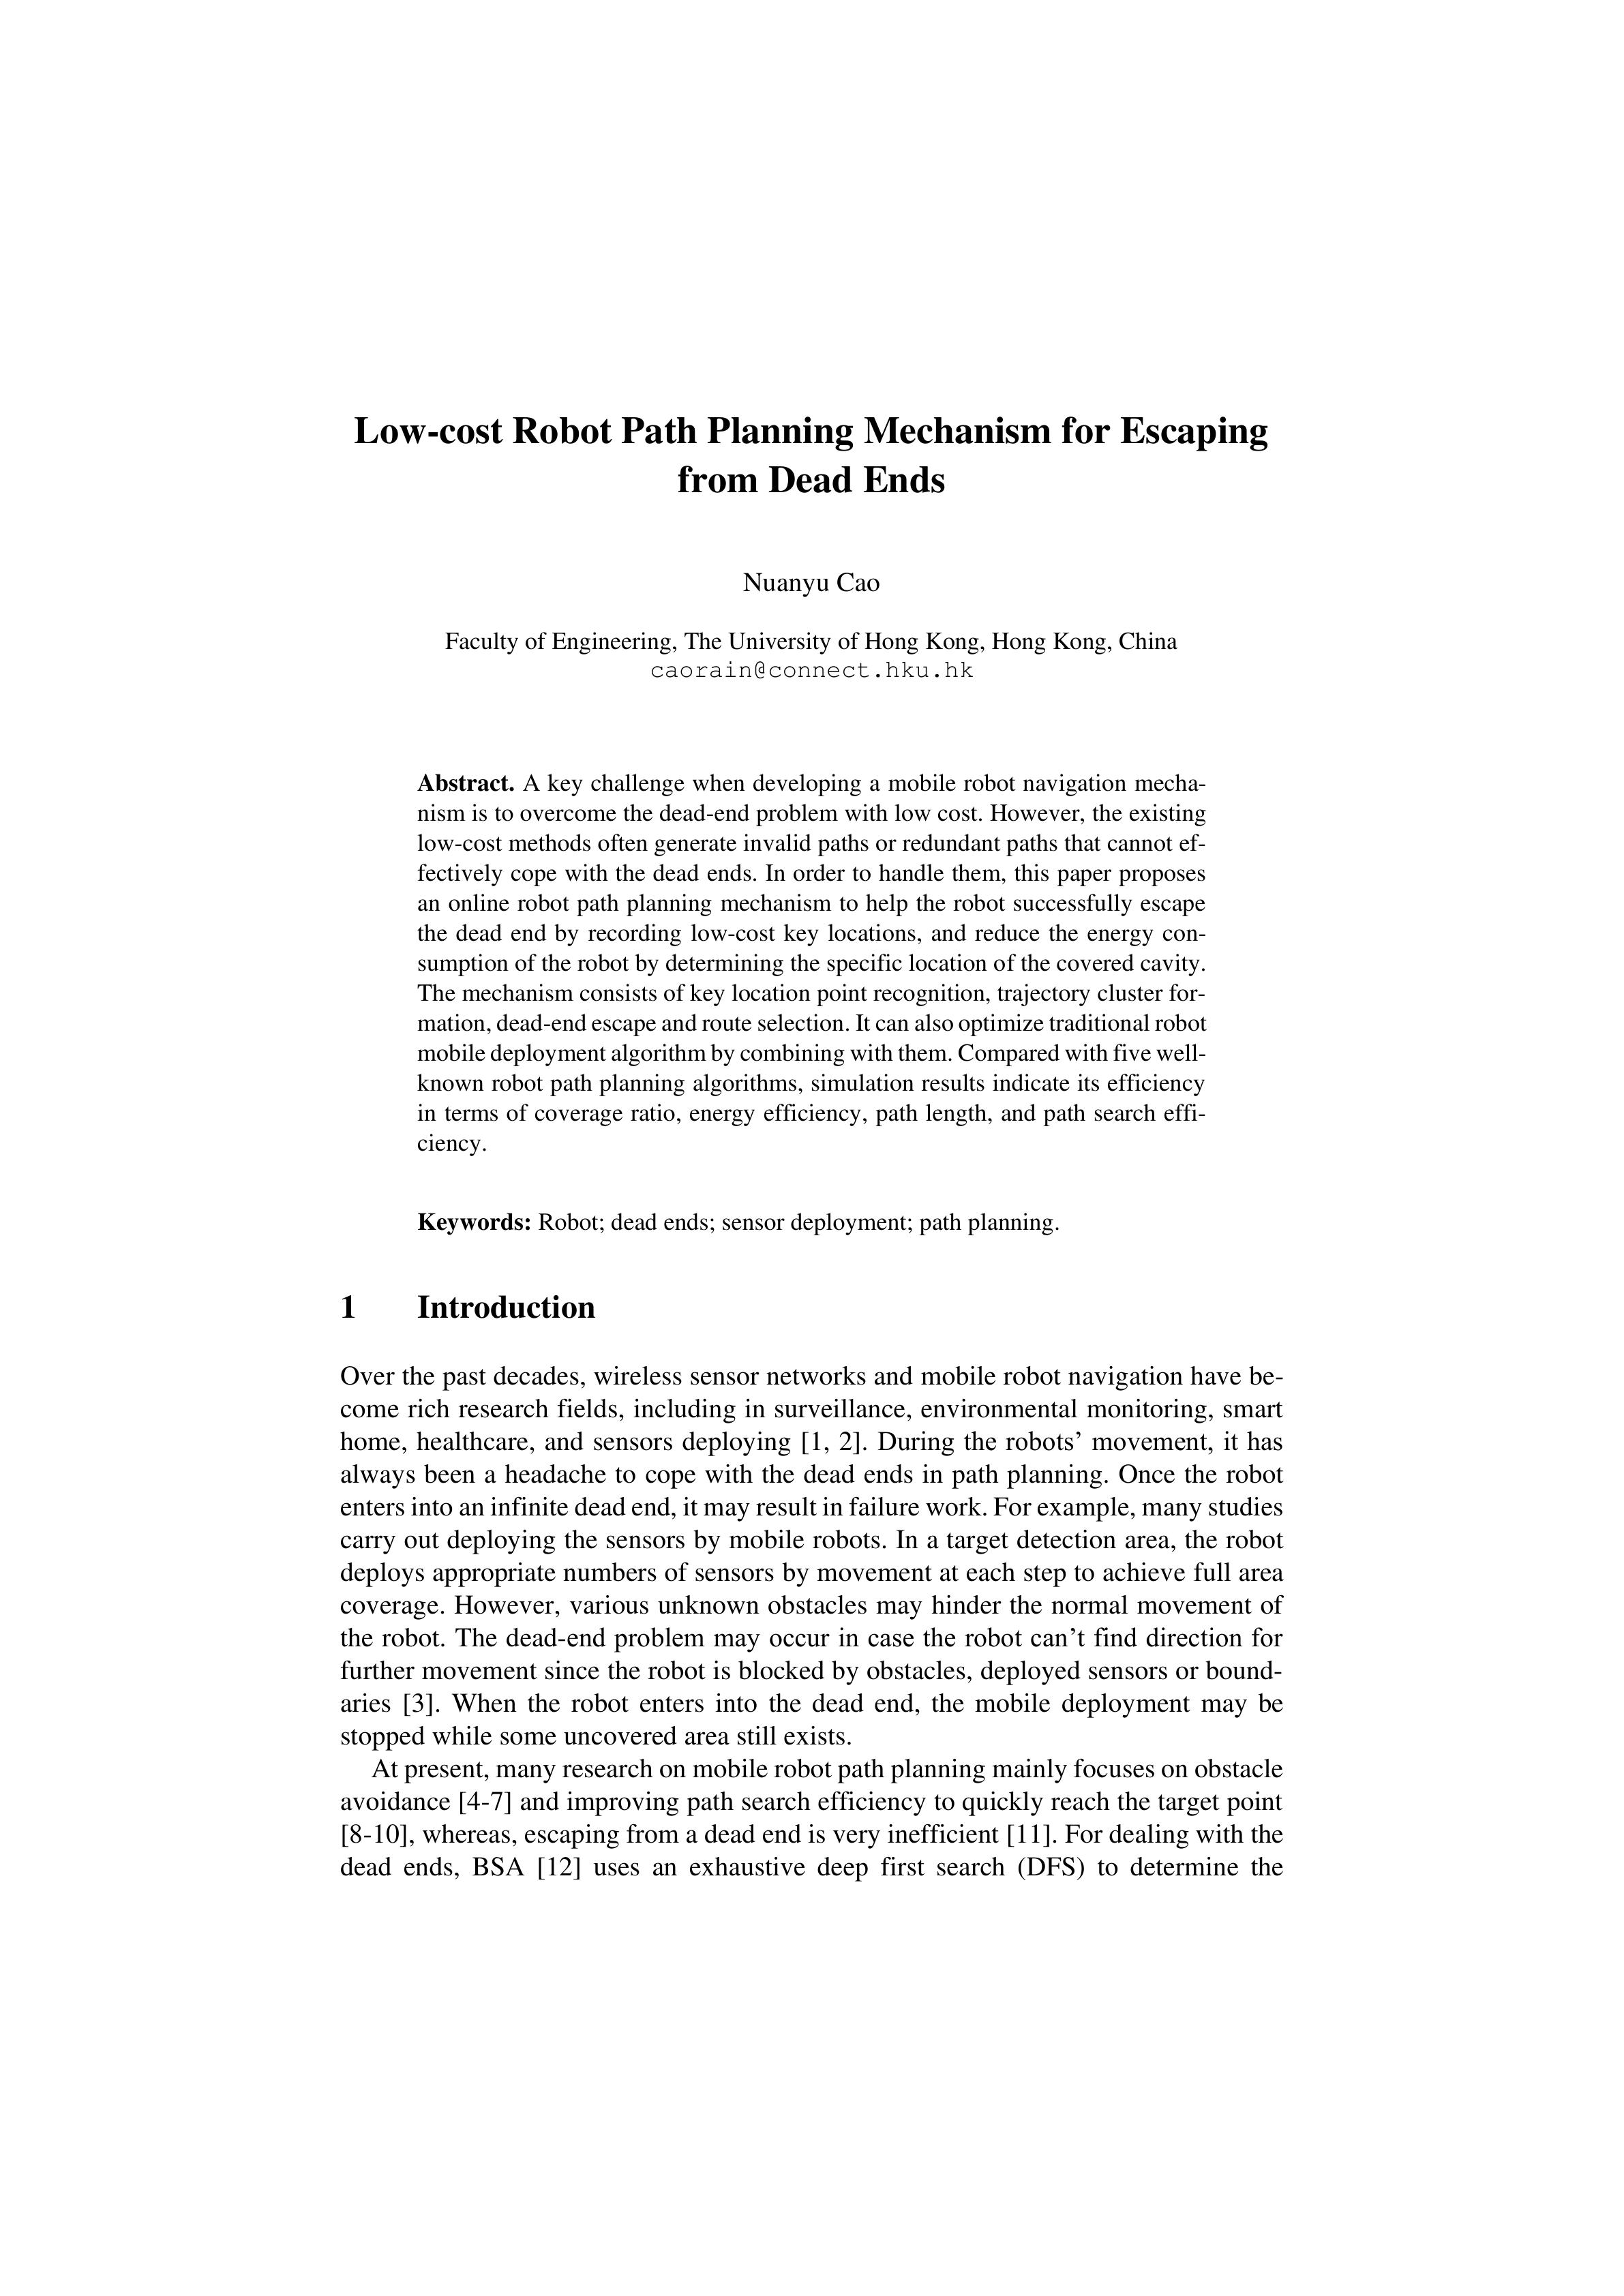 Low-cost Robot Path Planning Mechanism for Escaping
from Dead Ends
Nuanyu Cao
Faculty of Engineering, The University of Hong Kong, Hong Kong, China
caorain@connect.hku.hk
Abstract. A key challenge when developing a mobile robot navigation mecha-
nism is to overcome the dead-end problem with low cost. However, the existing
low-cost methods often generate invalid paths or redundant paths that cannot ef-
fectively cope with the dead ends. In order to handle them, this paper proposes
an online robot path planning mechanism to help the robot successfully escape
the dead end by recording low-cost key locations, and reduce the energy con-
sumption of the robot by determining the specific location of the covered cavity.
The mechanism consists of key location point recognition, trajectory cluster for-
mation, dead-end escape and route selection. It can also optimize traditional robot
mobile deployment algorithm by combining with them. Compared with five well-
known robot path planning algorithms, simulation results indicate its efficiency
in terms of coverage ratio, energy efficiency, path length, and path search effi-
ciency.
Keywords: Robot; dead ends; sensor deployment; path planning.
1 Introduction
Over the past decades, wireless sensor networks and mobile robot navigation have be-
come rich research fields, including in surveillance, environmental monitoring, smart
home, healthcare, and sensors deploying [1, 2]. During the robots' movement, it has
always been a headache to cope with the dead ends in path planning. Once the robot
enters into an infinite dead end, it may result in failure work. For example, many studies
carry out deploying the sensors by mobile robots. In a target detection area, the robot
deploys appropriate numbers of sensors by movement at each step to achieve full area
coverage. However, various unknown obstacles may hinder the normal movement of
the robot. The dead-end problem may occur in case the robot can't find direction for
further movement since the robot is blocked by obstacles, deployed sensors or bound-
aries [3]. When the robot enters into the dead end, the mobile deployment may be
stopped while some uncovered area still exists.
At present, many research on mobile robot path planning mainly focuses on obstacle
avoidance [4-7] and improving path search efficiency to quickly reach the target point
[8-10], whereas, escaping from a dead end is very inefficient [11]. For dealing with the
dead ends, BSA [12] uses an exhaustive deep first search (DFS) to determine the